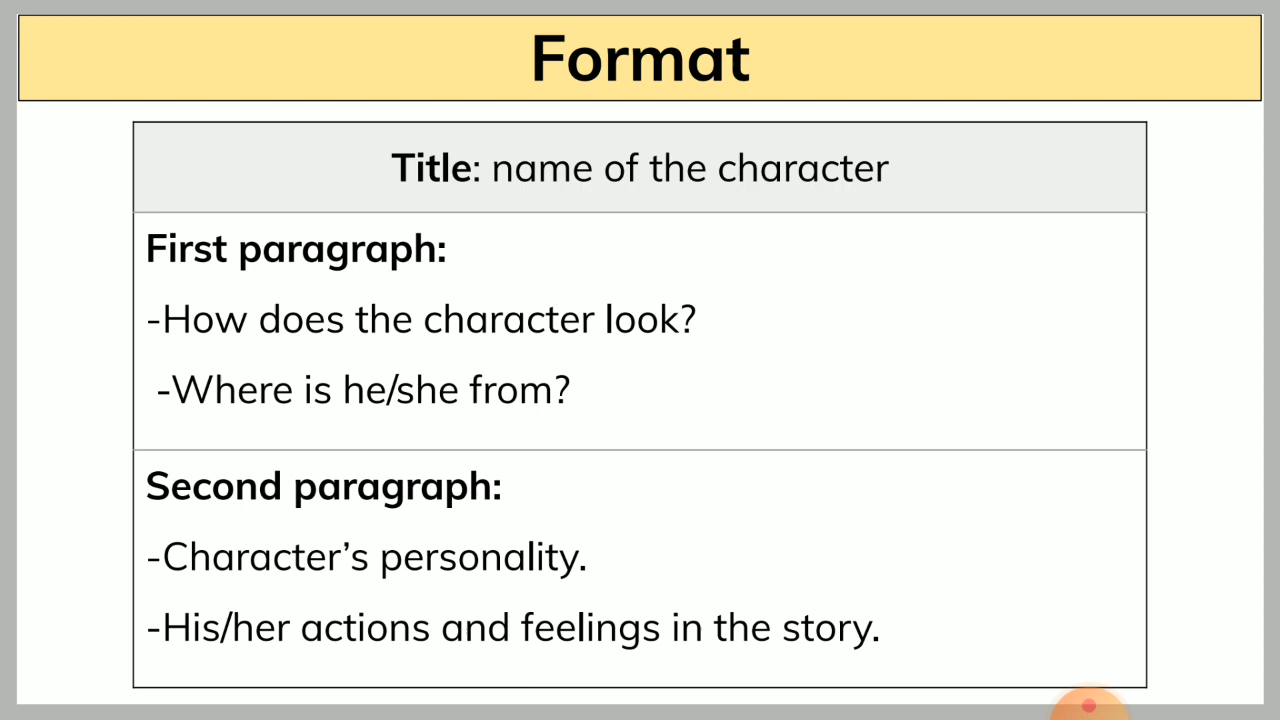 Format
Title: name of the character
First paragraph:
-How does the character look?
-Where is he/she from?
Second paragraph:
-Character’s personality.
-His/her actions and feelings in the story.